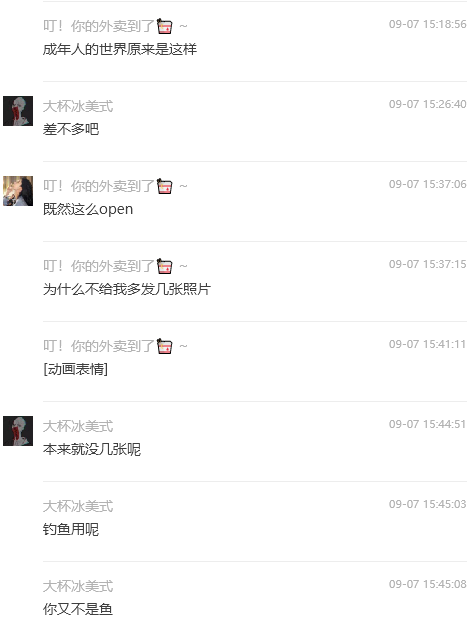 叮！你的外卖到了 ~ 09-07 15:18:56
成年人的世界原来是这样
大杯冰美式 09-07 15:26:40
差不多吧
叮！你的外卖到了 ~ 09-07 15:37:06
既然这么open
叮！你的外卖到了 ~ 09-07 15:37:15
为什么不给我多发几张照片
叮！你的外卖到了 ~ 09-07 15:41:11
[动画表情]
大杯冰美式 09-07 15:44:51
本来就没几张呢
大杯冰美式 09-07 15:45:03
钓鱼用呢
大杯冰美式 09-07 15:45:08
你又不是鱼